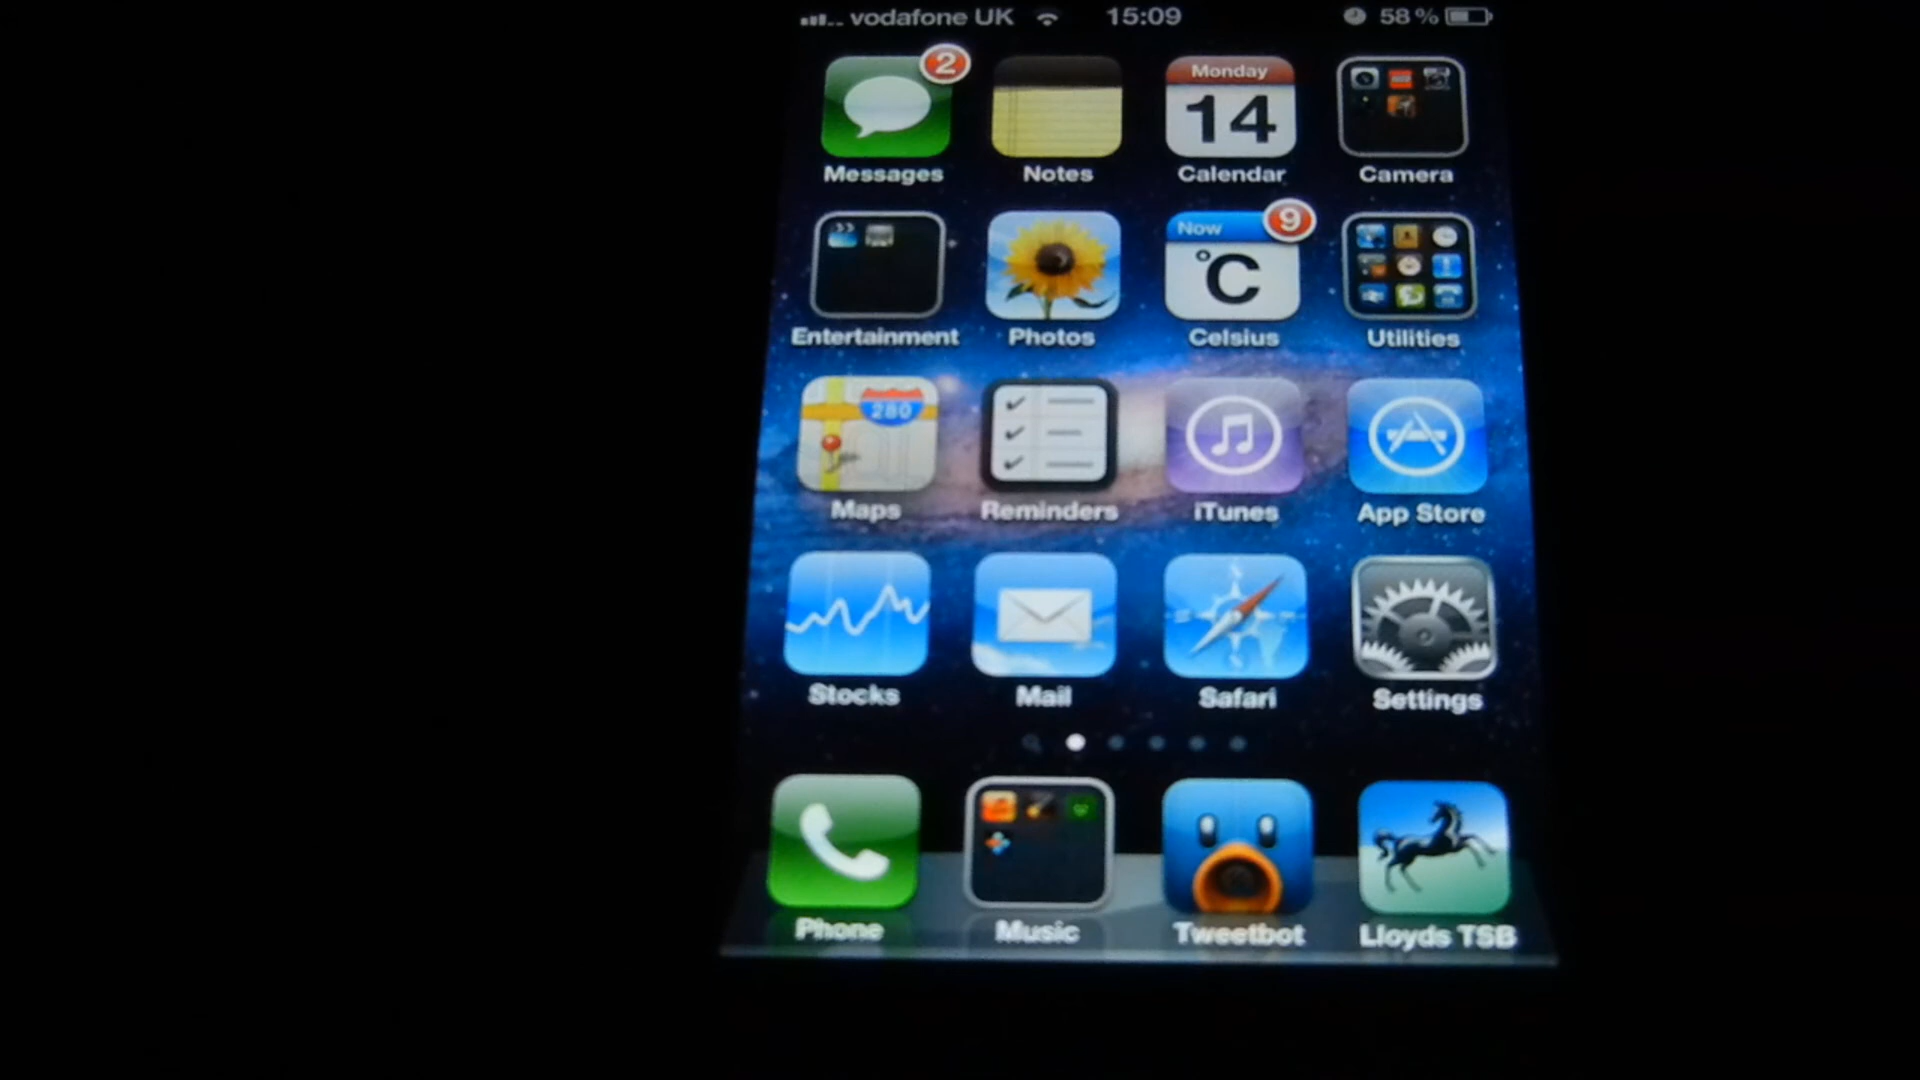 vodafone UK 15:09 58%
2
Monday
14
Messages Notes Calendar Camera
Now 9
°C
Entertainment Photos Celsius Utilities
280
Maps Reminders iTunes App Store
Stocks Mail Safari Settings
Phone Music Tweetbot Lloyds TSB